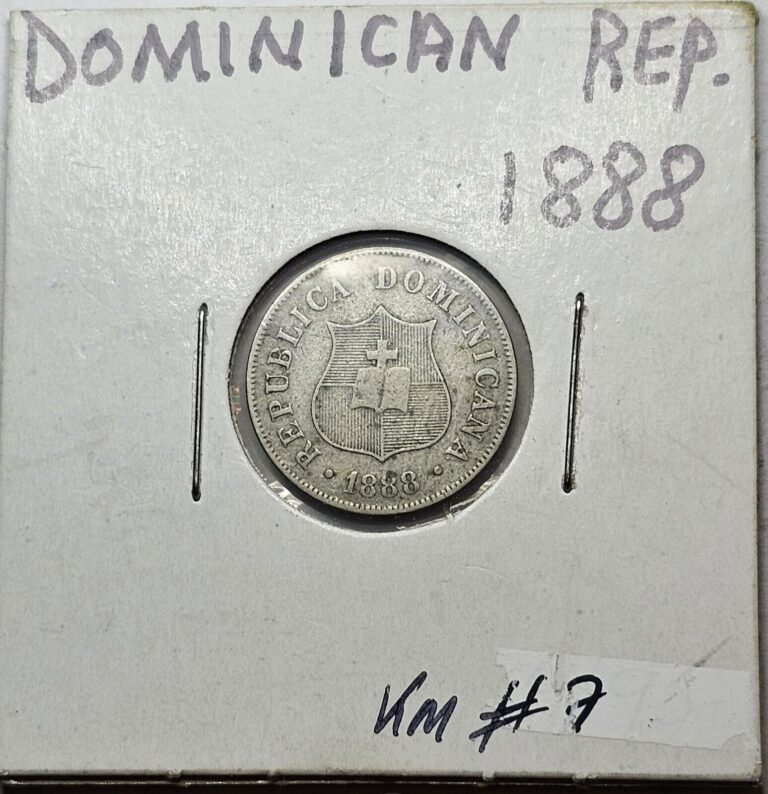 DOMINICAN REP.
1888
REPUBLICA DOMINICANA
• 1888 •
KM # 7